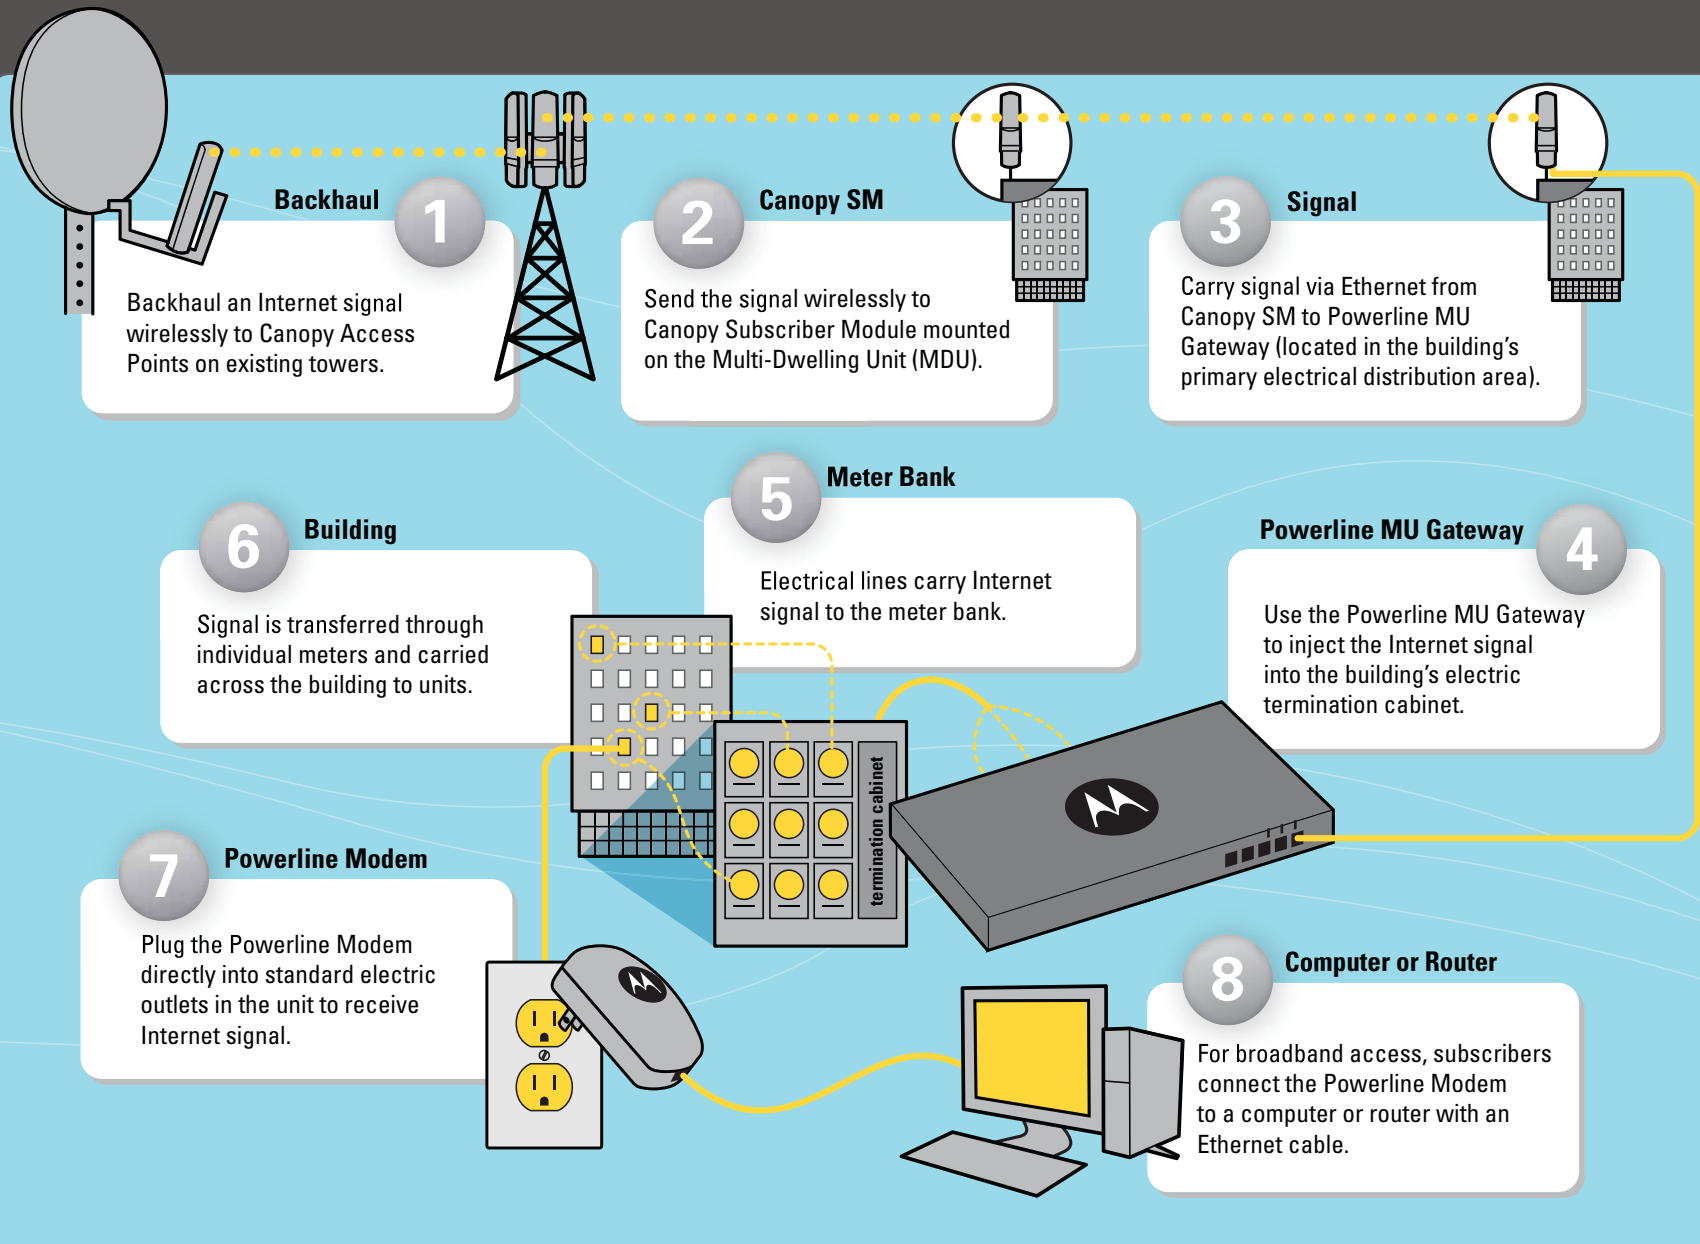 Backhaul
1
Backhaul an Internet signal
wirelessly to Canopy Access
Points on existing towers.
2
Canopy SM
Send the signal wirelessly to
Canopy Subscriber Module mounted
on the Multi-Dwelling Unit (MDU).
3
Signal
Carry signal via Ethernet from
Canopy SM to Powerline MU
Gateway (located in the building's
primary electrical distribution area).
Powerline MU Gateway
4
Use the Powerline MU Gateway
to inject the Internet signal
into the building's electric
termination cabinet.
5
Meter Bank
Electrical lines carry Internet
signal to the meter bank.
6
Building
Signal is transferred through
individual meters and carried
across the building to units.
termination cabinet
7
Powerline Modem
Plug the Powerline Modem
directly into standard electric
outlets in the unit to receive
Internet signal.
8
Computer or Router
For broadband access, subscribers
connect the Powerline Modem
to a computer or router with an
Ethernet cable.